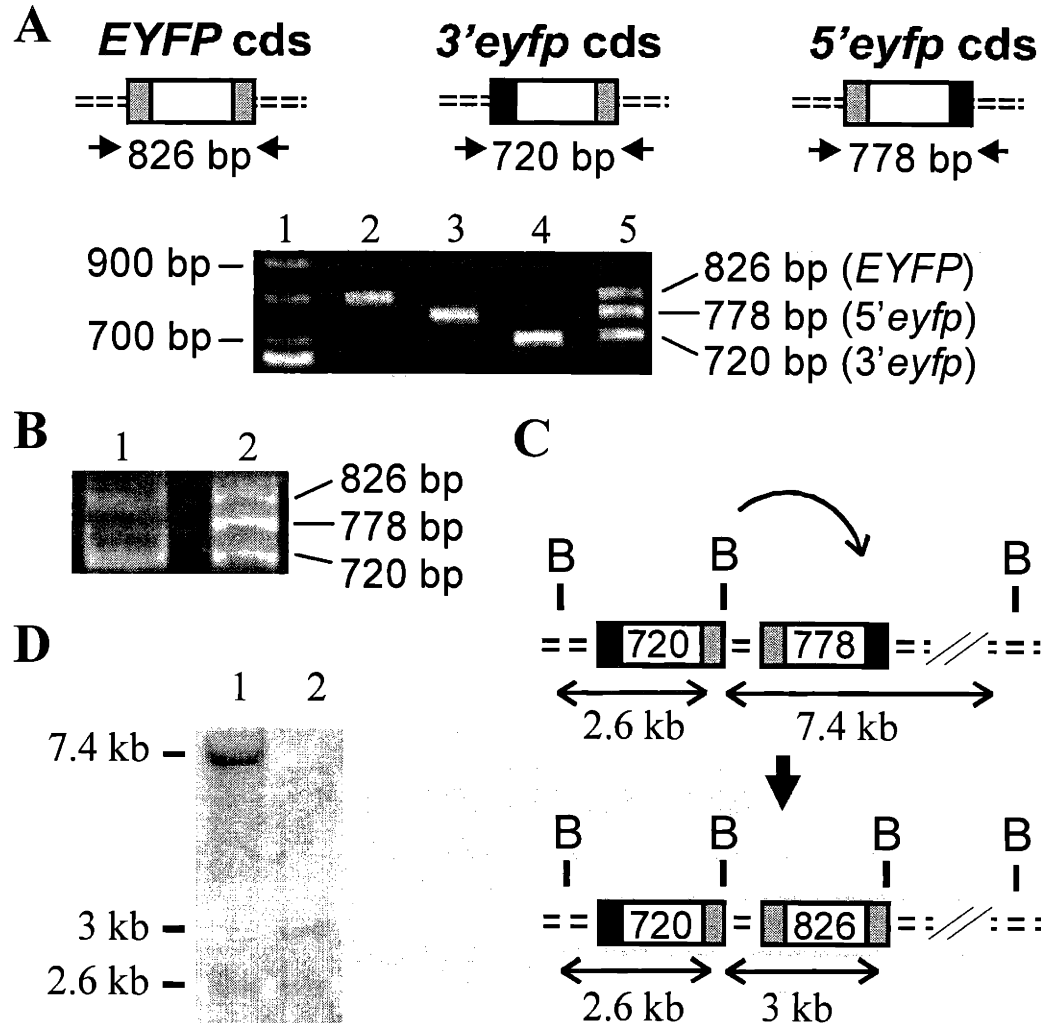 A
EYFP cds 3'eyfp cds 5'eyfp cds
826 bp 720 bp 778 bp
1 2 3 4 5
900 bp
700 bp
826 bp (EYFP)
778 bp (5'eyfp)
720 bp (3'eyfp)
B
1 2
826 bp
778 bp
720 bp
C
B B B
720 778
2.6 kb 7.4 kb
B B B B
720 826
2.6 kb 3 kb
D
1 2
7.4 kb
3 kb
2.6 kb